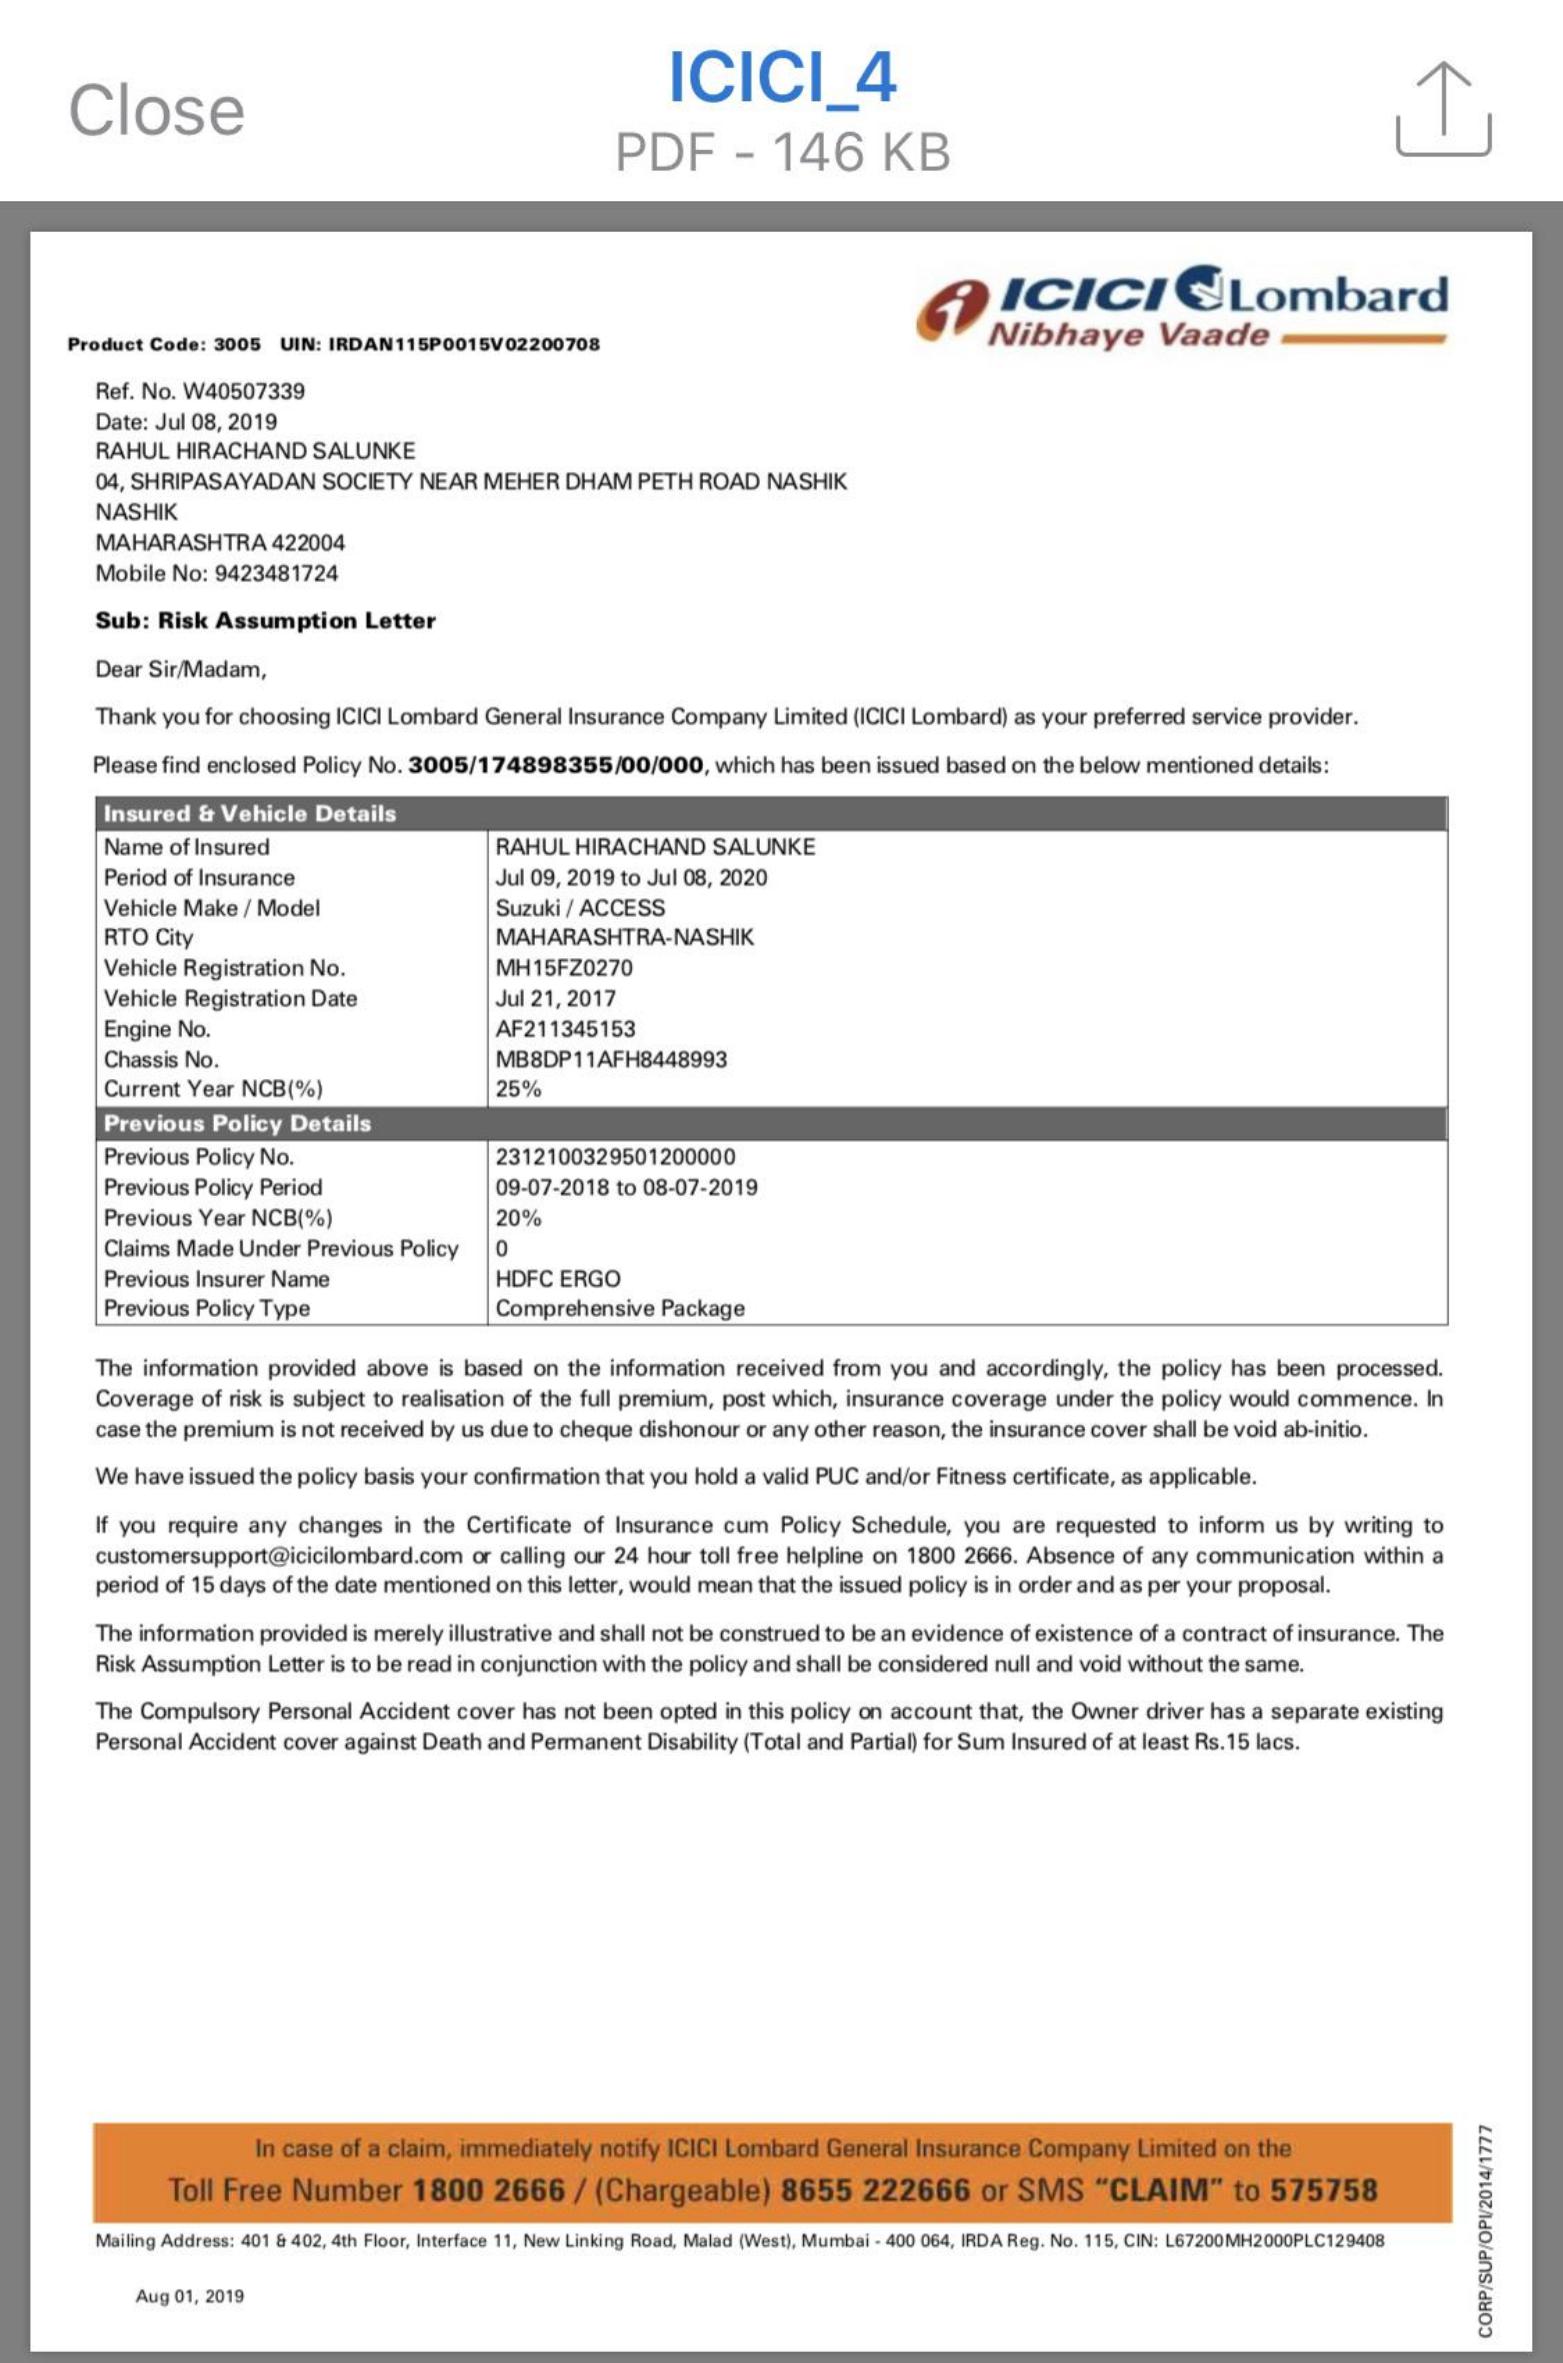 Close
ICICI_4
PDF - 146 KB
ICICI Lombard
Nibhaye Vaade
Product Code: 3005 UIN: IRDAN115P0015V02200708
Ref. No. W40507339
Date: Jul 08, 2019
RAHUL HIRACHAND SALUNKE
04, SHRIPASAYADAN SOCIETY NEAR MEHER DHAM PETH ROAD NASHIK
NASHIK
MAHARASHTRA 422004
Mobile No: 9423481724
Sub: Risk Assumption Letter
Dear Sir/Madam,
Thank you for choosing ICICI Lombard General Insurance Company Limited (ICICI Lombard) as your preferred service provider.
Please find enclosed Policy No. 3005/174898355/00/000, which has been issued based on the below mentioned details:
Insured & Vehicle Details
Name of Insured RAHUL HIRACHAND SALUNKE
Period of Insurance Jul 09, 2019 to Jul 08, 2020
Vehicle Make / Model Suzuki / ACCESS
RTO City MAHARASHTRA-NASHIK
Vehicle Registration No. MH15FZ0270
Vehicle Registration Date Jul 21, 2017
Engine No. AF211345153
Chassis No. MB8DP11AFH8448993
Current Year NCB(%) 25%
Previous Policy Details
Previous Policy No. 2312100329501200000
Previous Policy Period 09-07-2018 to 08-07-2019
Previous Year NCB(%) 20%
Claims Made Under Previous Policy 0
Previous Insurer Name HDFC ERGO
Previous Policy Type Comprehensive Package
The information provided above is based on the information received from you and accordingly, the policy has been processed.
Coverage of risk is subject to realisation of the full premium, post which, insurance coverage under the policy would commence. In
case the premium is not received by us due to cheque dishonour or any other reason, the insurance cover shall be void ab-initio.
We have issued the policy basis your confirmation that you hold a valid PUC and/or Fitness certificate, as applicable.
If you require any changes in the Certificate of Insurance cum Policy Schedule, you are requested to inform us by writing to
customersupport@icicilombard.com or calling our 24 hour toll free helpline on 1800 2666. Absence of any communication within a
period of 15 days of the date mentioned on this letter, would mean that the issued policy is in order and as per your proposal.
The information provided is merely illustrative and shall not be construed to be an evidence of existence of a contract of insurance. The
Risk Assumption Letter is to be read in conjunction with the policy and shall be considered null and void without the same.
The Compulsory Personal Accident cover has not been opted in this policy on account that, the Owner driver has a separate existing
Personal Accident cover against Death and Permanent Disability (Total and Partial) for Sum Insured of at least Rs.15 lacs.
In case of a claim, immediately notify ICICI Lombard General Insurance Company Limited on the
Toll Free Number 1800 2666 / (Chargeable) 8655 222666 or SMS “CLAIM” to 575758
Mailing Address: 401 & 402, 4th Floor, Interface 11, New Linking Road, Malad (West), Mumbai - 400 064, IRDA Reg. No. 115, CIN: L67200MH2000PLC129408
Aug 01, 2019
CORP/SUP/OPI/2014/1777